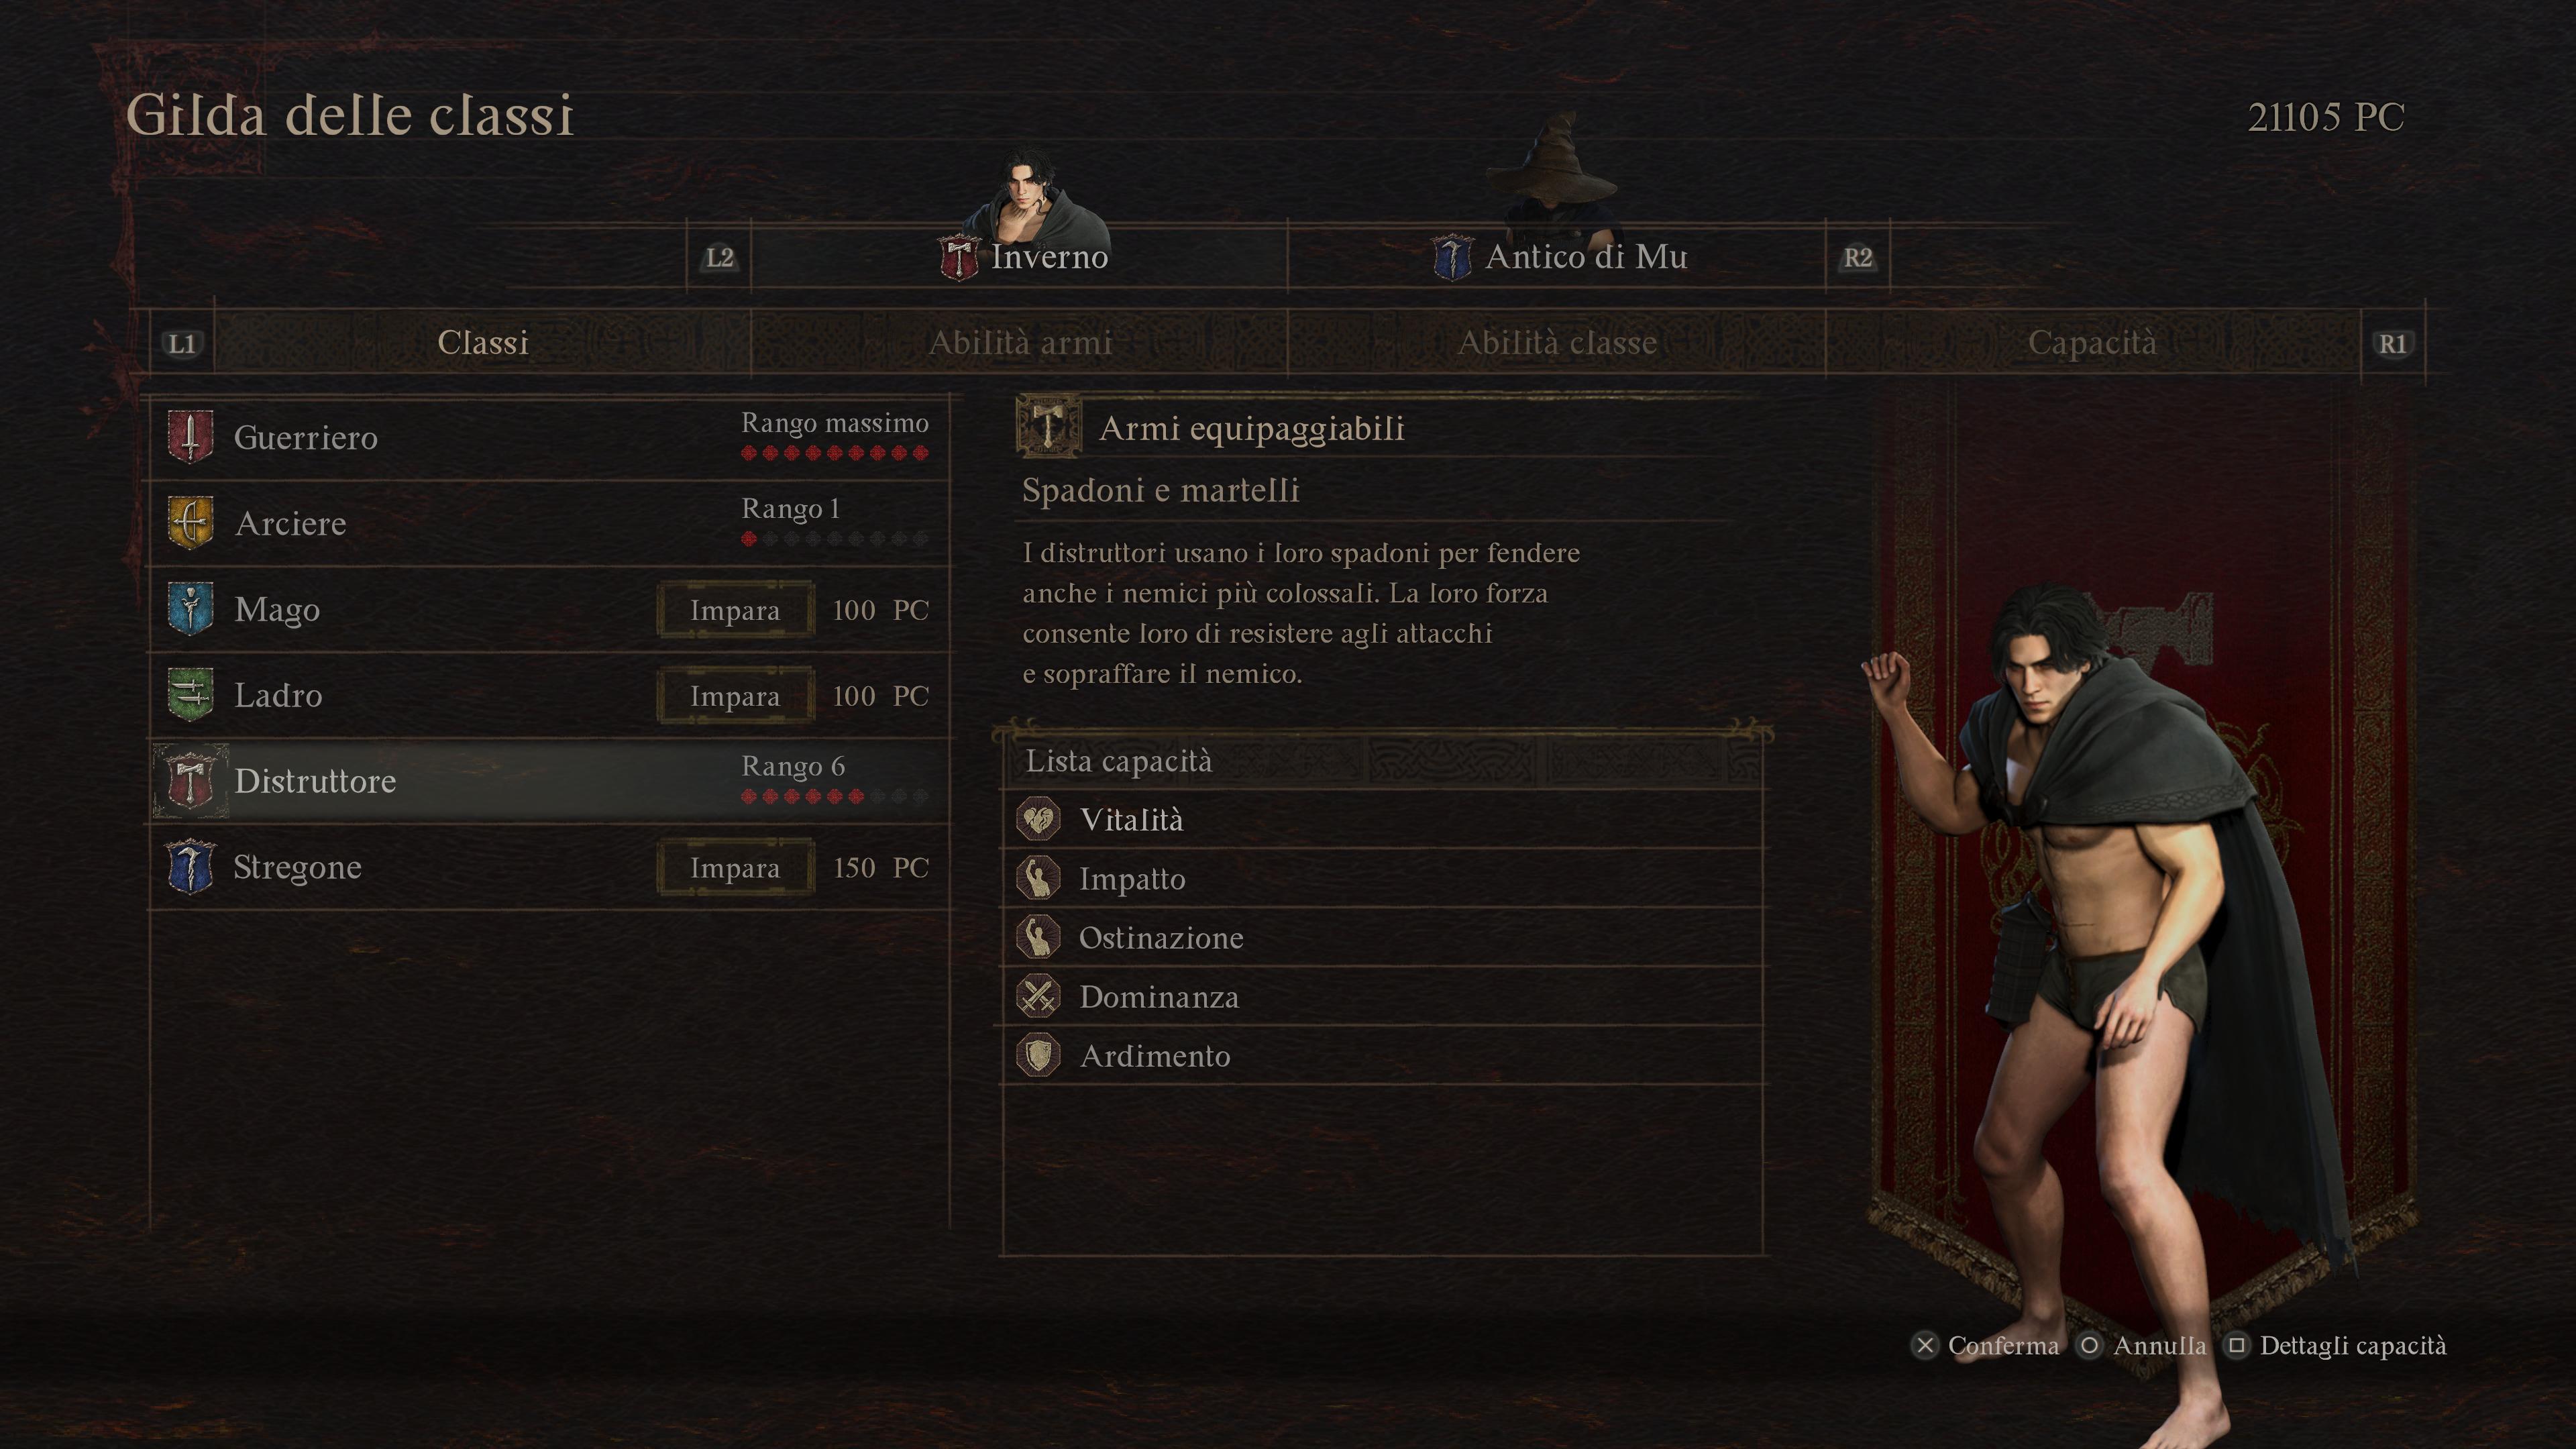 Gilda delle classi
21105 PC
L2
Inverno
Antico di Mu
R2
L1
Classi
Abilità armi
Abilità classe
Capacità
R1
Guerriero
Rango massimo
Arciere
Rango 1
Mago
Impara
100 PC
Ladro
Impara
100 PC
Distruttore
Rango 6
Stregone
Impara
150 PC
Armi equipaggiabili
Spadoni e martelli
I distruttori usano i loro spadoni per fendere
anche i nemici più colossali. La loro forza
consente loro di resistere agli attacchi
e sopraffare il nemico.
Lista capacità
Vitalità
Impatto
Ostinazione
Dominanza
Ardimento
Conferma
Annulla
Dettagli capacità